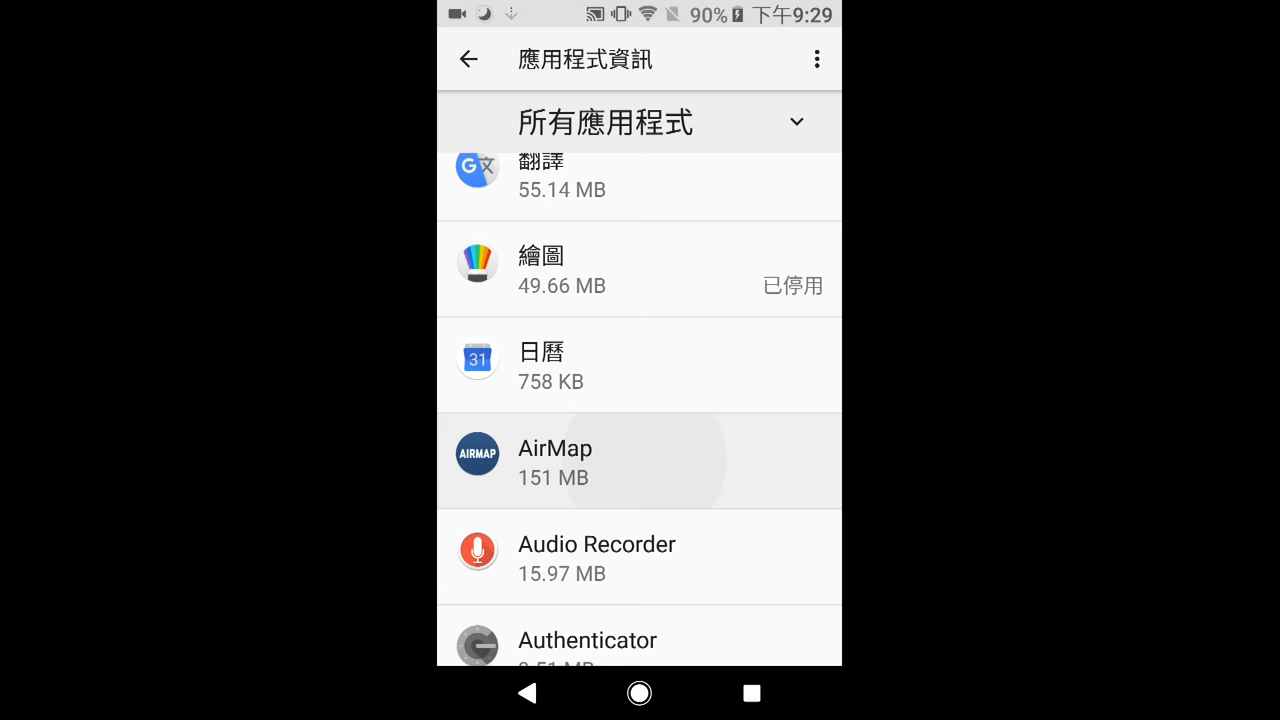 90% 下午9:29
應用程式資訊
所有應用程式
翻譯
55.14 MB
繪圖
49.66 MB 已停用
31
日曆
758 KB
AIRMAP
AirMap
151 MB
Audio Recorder
15.97 MB
Authenticator